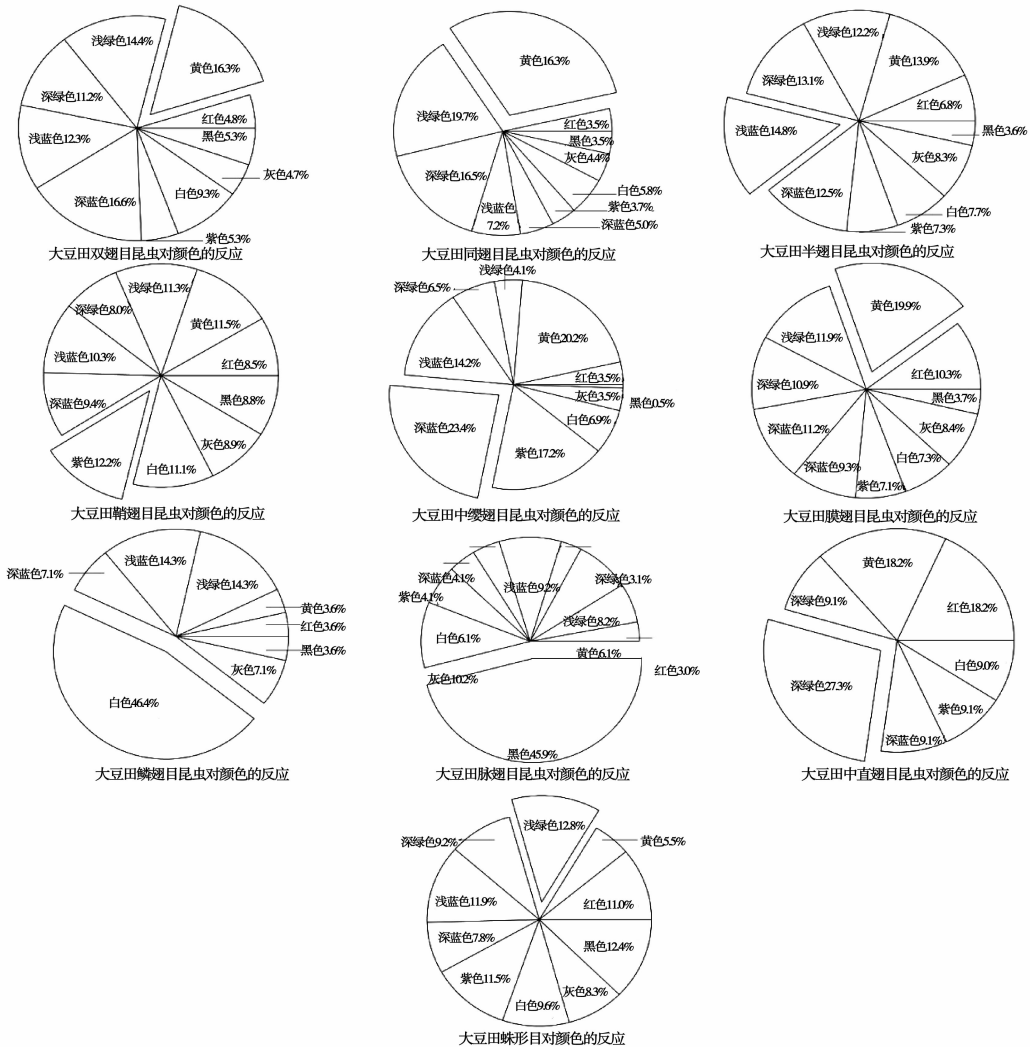 浅绿色14.4%
黄色16.3%
深绿色11.2%
红色4.8%
黑色5.3%
浅蓝色12.3%
灰色4.7%
白色9.3%
深蓝色16.6%
紫色5.3%
大豆田双翅目昆虫对颜色的反应
黄色16.3%
浅绿色19.7%
红色3.5%
黑色3.5%
灰色4.4%
深绿色16.5%
白色5.8%
浅蓝色
7.2%
紫色3.7%
深蓝色5.0%
大豆田同翅目昆虫对颜色的反应
浅绿色12.2%
黄色13.9%
深绿色13.1%
红色6.8%
浅蓝色14.8%
黑色3.6%
灰色8.3%
深蓝色12.5%
白色7.7%
紫色7.3%
大豆田半翅目昆虫对颜色的反应
浅绿色11.3%
深绿色8.0%
黄色11.5%
浅蓝色10.3%
红色8.5%
深蓝色9.4%
黑色8.8%
灰色8.9%
紫色12.2%
白色11.1%
大豆田鞘翅目昆虫对颜色的反应
浅绿色4.1%
深绿色6.5%
黄色20.2%
浅蓝色14.2%
红色3.5%
灰色3.5%
黑色0.5%
白色6.9%
深蓝色23.4%
紫色17.2%
大豆田中缨翅目昆虫对颜色的反应
黄色19.9%
浅绿色11.9%
红色10.3%
深绿色10.9%
黑色3.7%
灰色8.4%
深蓝色11.2%
白色7.3%
深蓝色9.3%
紫色7.1%
大豆田膜翅目昆虫对颜色的反应
浅蓝色14.3%
深蓝色7.1%
浅绿色14.3%
黄色3.6%
红色3.6%
黑色3.6%
灰色7.1%
白色46.4%
大豆田鳞翅目昆虫对颜色的反应
浅蓝色9.2%
深蓝色4.1%
深绿色3.1%
紫色4.1%
浅绿色8.2%
白色6.1%
黄色6.1%
红色3.0%
灰色10.2%
黑色45.9%
大豆田脉翅目昆虫对颜色的反应
黄色18.2%
红色18.2%
深绿色9.1%
白色9.0%
深绿色27.3%
紫色9.1%
深蓝色9.1%
大豆田中直翅目昆虫对颜色的反应
浅绿色12.8%
深绿色9.2%
黄色5.5%
浅蓝色11.9%
红色11.0%
深蓝色7.8%
黑色12.4%
紫色11.5%
灰色8.3%
白色9.6%
大豆田蛛形目对颜色的反应